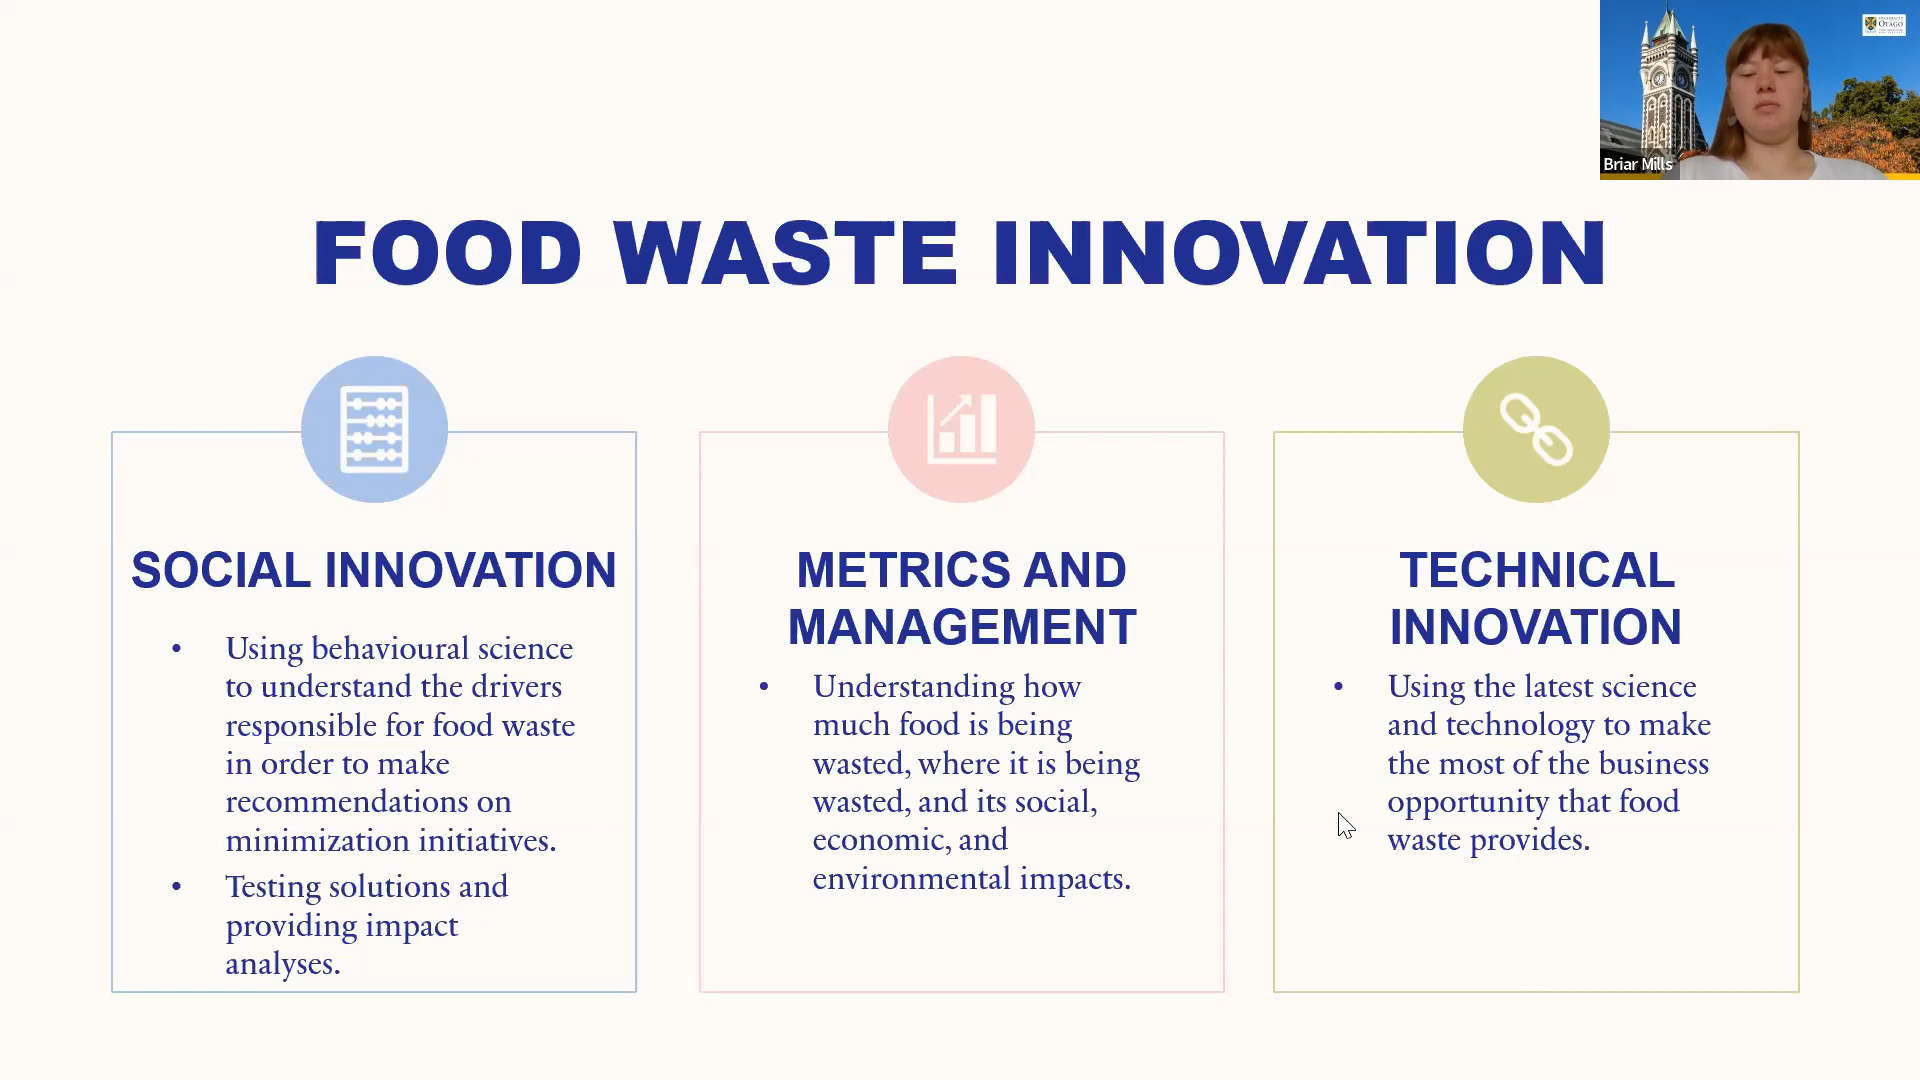 OTAGO
Briar Mills
FOOD WASTE INNOVATION
SOCIAL INNOVATION
• Using behavioural science
to understand the drivers
responsible for food waste
in order to make
recommendations on
minimization initiatives.
• Testing solutions and
providing impact
analyses.
METRICS AND
MANAGEMENT
• Understanding how
much food is being
wasted, where it is being
wasted, and its social,
economic, and
environmental impacts.
TECHNICAL
INNOVATION
• Using the latest science
and technology to make
the most of the business
opportunity that food
waste provides.